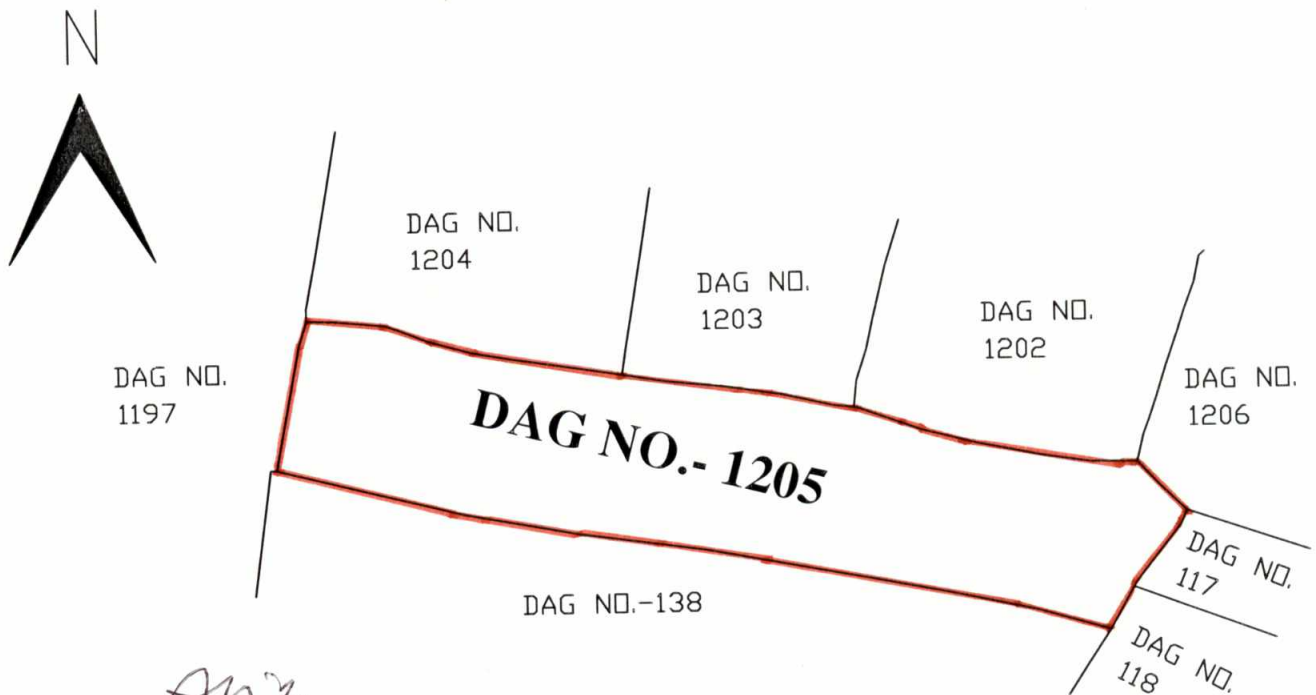 N
DAG NO.
1204
DAG NO.
1203
DAG NO.
1202
DAG NO.
1206
DAG NO.
1197
DAG NO.- 1205
DAG NO.
117
DAG NO.-138
DAG NO.
118